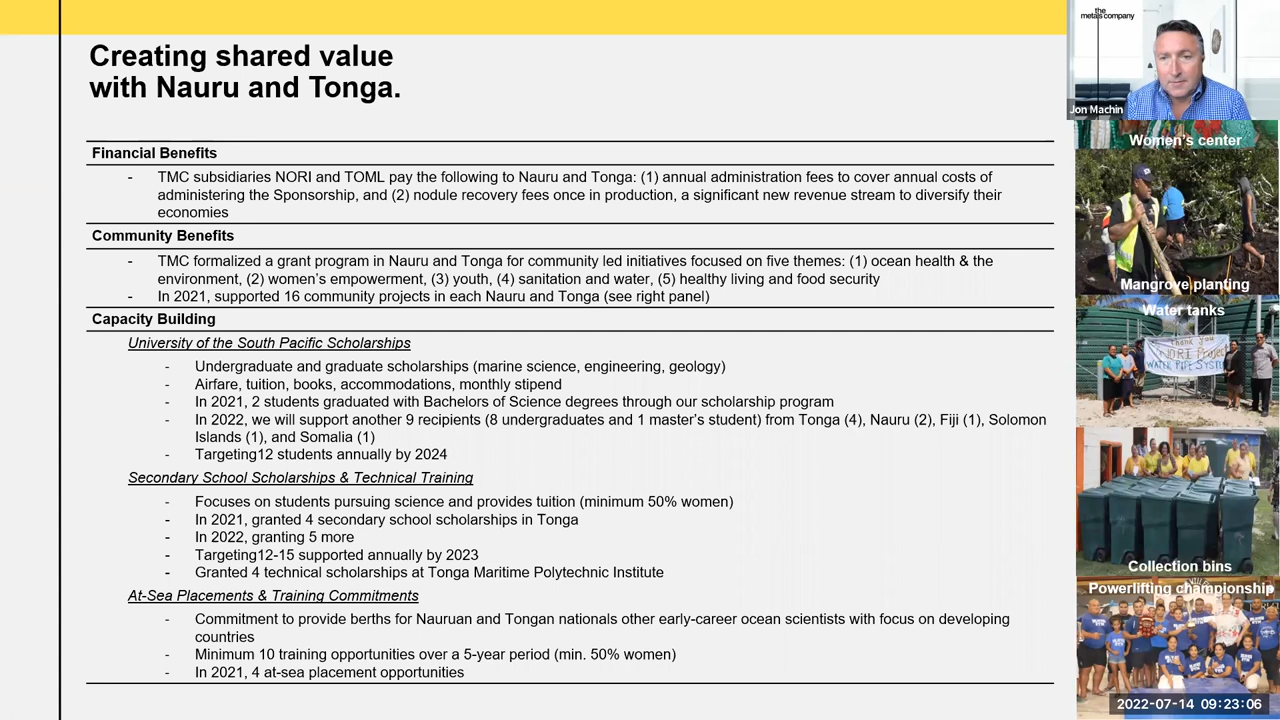 Creating shared value
with Nauru and Tonga.
Financial Benefits
- TMC subsidiaries NORI and TOML pay the following to Nauru and Tonga: (1) annual administration fees to cover annual costs of
administering the Sponsorship, and (2) nodule recovery fees once in production, a significant new revenue stream to diversify their
economies
Community Benefits
- TMC formalized a grant program in Nauru and Tonga for community led initiatives focused on five themes: (1) ocean health & the
environment, (2) women's empowerment, (3) youth, (4) sanitation and water, (5) healthy living and food security
- In 2021, supported 16 community projects in each Nauru and Tonga (see right panel)
Capacity Building
University of the South Pacific Scholarships
- Undergraduate and graduate scholarships (marine science, engineering, geology)
- Airfare, tuition, books, accommodations, monthly stipend
- In 2021, 2 students graduated with Bachelors of Science degrees through our scholarship program
- In 2022, we will support another 9 recipients (8 undergraduates and 1 master's student) from Tonga (4), Nauru (2), Fiji (1), Solomon
Islands (1), and Somalia (1)
- Targeting12 students annually by 2024
Secondary School Scholarships & Technical Training
- Focuses on students pursuing science and provides tuition (minimum 50% women)
- In 2021, granted 4 secondary school scholarships in Tonga
- In 2022, granting 5 more
- Targeting12-15 supported annually by 2023
- Granted 4 technical scholarships at Tonga Maritime Polytechnic Institute
At-Sea Placements & Training Commitments
- Commitment to provide berths for Nauruan and Tongan nationals other early-career ocean scientists with focus on developing
countries
- Minimum 10 training opportunities over a 5-year period (min. 50% women)
- In 2021, 4 at-sea placement opportunities
the
metals company
Jon Machin
Women's center
Mangrove planting
Water tanks
Thank you
NORI Project
WATER PIPE SYSTEM
Collection bins
Powerlifting championship
2022-07-14 09:23:06